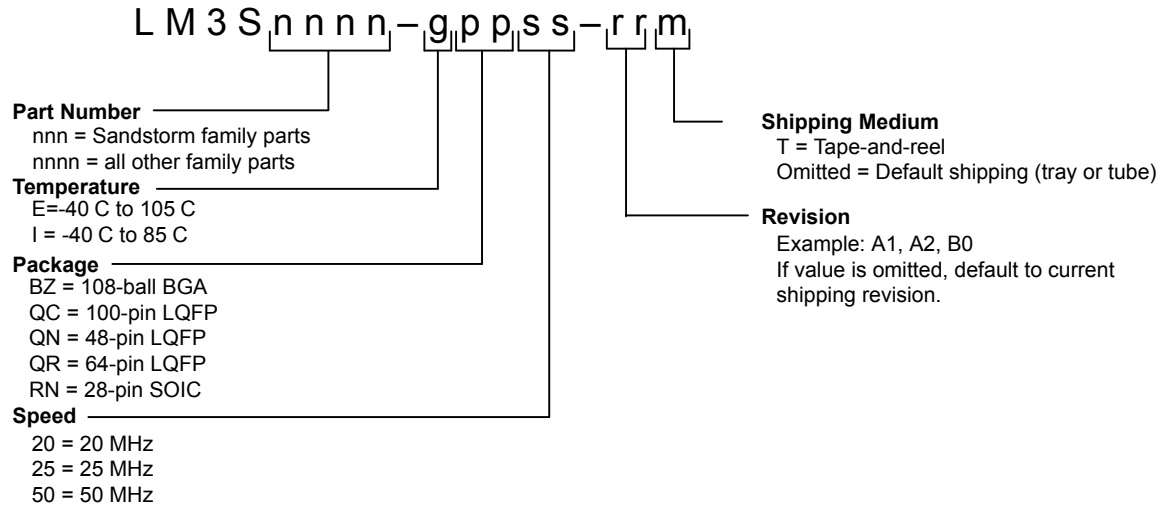 LM3Snnnn–gppss–rrm
Part Number
nnn = Sandstorm family parts
nnnn = all other family parts
Temperature
E=-40 C to 105 C
I = -40 C to 85 C
Package
BZ = 108-ball BGA
QC = 100-pin LQFP
QN = 48-pin LQFP
QR = 64-pin LQFP
RN = 28-pin SOIC
Speed
20 = 20 MHz
25 = 25 MHz
50 = 50 MHz
Shipping Medium
T = Tape-and-reel
Omitted = Default shipping (tray or tube)
Revision
Example: A1, A2, B0
If value is omitted, default to current
shipping revision.